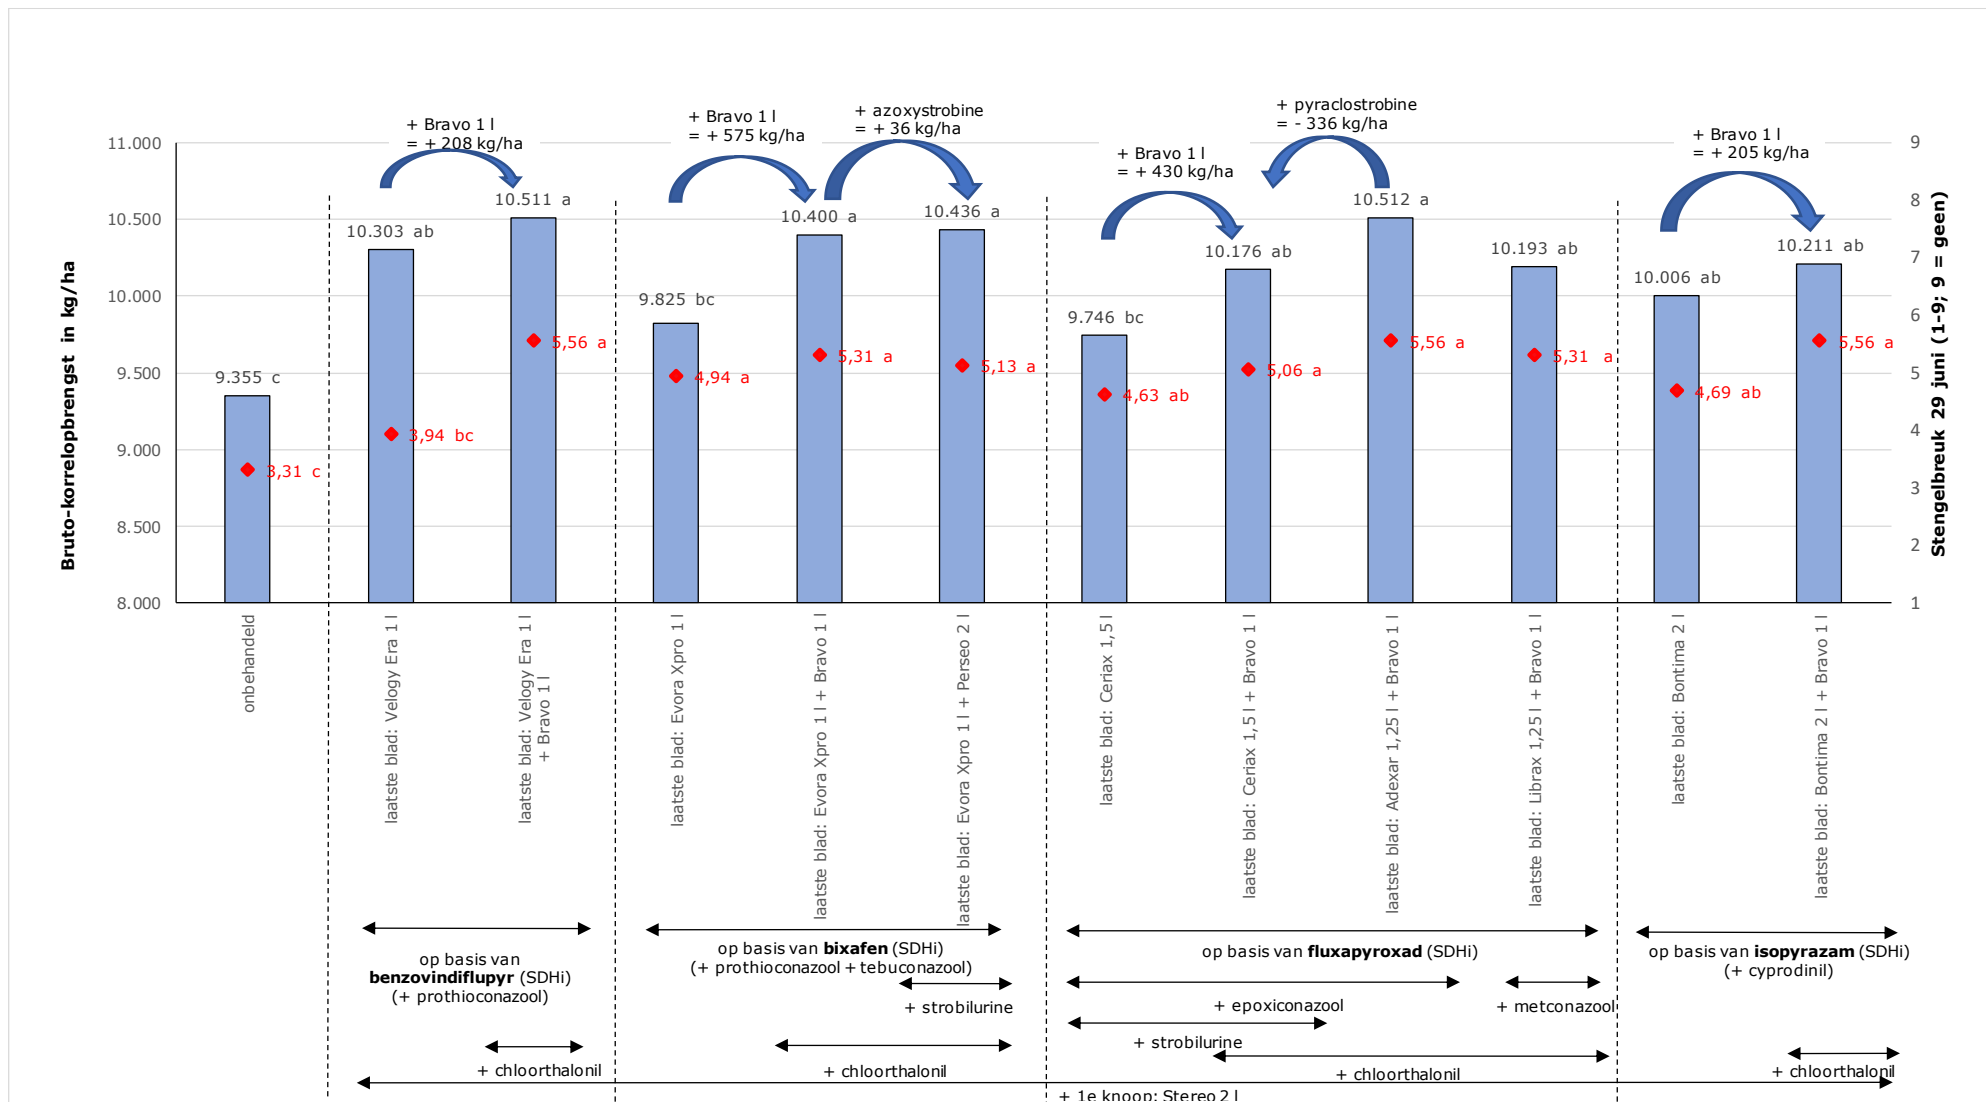 + Bravo 1 l
= + 208 kg/ha
+ Bravo 1 l
= + 575 kg/ha
+ azoxystrobine
= + 36 kg/ha
+ Bravo 1 l
= + 430 kg/ha
+ pyraclostrobine
= - 336 kg/ha
+ Bravo 1 l
= + 205 kg/ha
Bruto-korrelopbrengst in kg/ha
11.000
10.500
10.000
9.500
9.000
8.500
8.000
9.355 c
10.303 ab
10.511 a
9.825 bc
10.400 a
10.436 a
9.746 bc
10.176 ab
10.512 a
10.193 ab
10.006 ab
10.211 ab
3,31 c
3,94 bc
5,56 a
4,94 a
5,31 a
5,13 a
4,63 ab
5,06 a
5,56 a
5,31 a
4,69 ab
5,56 a
9
8
7
6
5
4
3
2
1
Stengelbreuk 29 juni (1-9; 9 = geen)
onbehandeld
laatste blad: Velogy Era 1 l
laatste blad: Velogy Era 1 l
+ Bravo 1 l
laatste blad: Evora Xpro 1 l
laatste blad: Evora Xpro 1 l + Bravo 1 l
laatste blad: Evora Xpro 1 l + Perseo 2 l
laatste blad: Ceriax 1,5 l
laatste blad: Ceriax 1,5 l + Bravo 1 l
laatste blad: Adexar 1,25 l + Bravo 1 l
laatste blad: Librax 1,25 l + Bravo 1 l
laatste blad: Bontima 2 l
laatste blad: Bontima 2 l + Bravo 1 l
op basis van
benzovindiflupyr (SDHi)
(+ prothioconazool)
+ chloorthalonil
op basis van bixafen (SDHi)
(+ prothioconazool + tebuconazool)
+ strobilurine
+ chloorthalonil
op basis van fluxapyroxad (SDHi)
+ epoxiconazool
+ metconazool
+ strobilurine
+ chloorthalonil
op basis van isopyrazam (SDHi)
(+ cyprodinil)
+ chloorthalonil
+ 1e knoop: Stereo 2 l